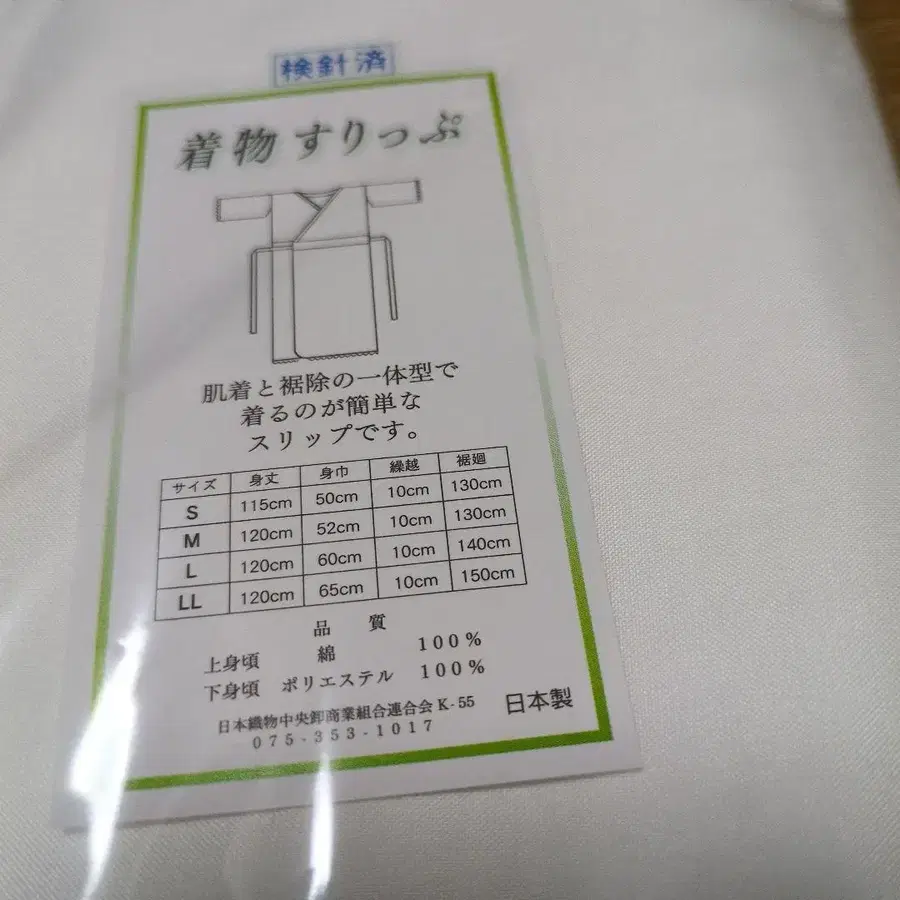 検針済
着物 すりっぷ
肌着と裾除の一体型で
着るのが簡単な
スリップです。
サイズ 身丈 身巾 繰越 裾廻
S 115cm 50cm 10cm 130cm
M 120cm 52cm 10cm 130cm
L 120cm 60cm 10cm 140cm
LL 120cm 65cm 10cm 150cm
品 質
上身頃 綿 100%
下身頃 ポリエステル 100%
日本織物中央卸商業組合連合会 K-55
075-353-1017
日本製